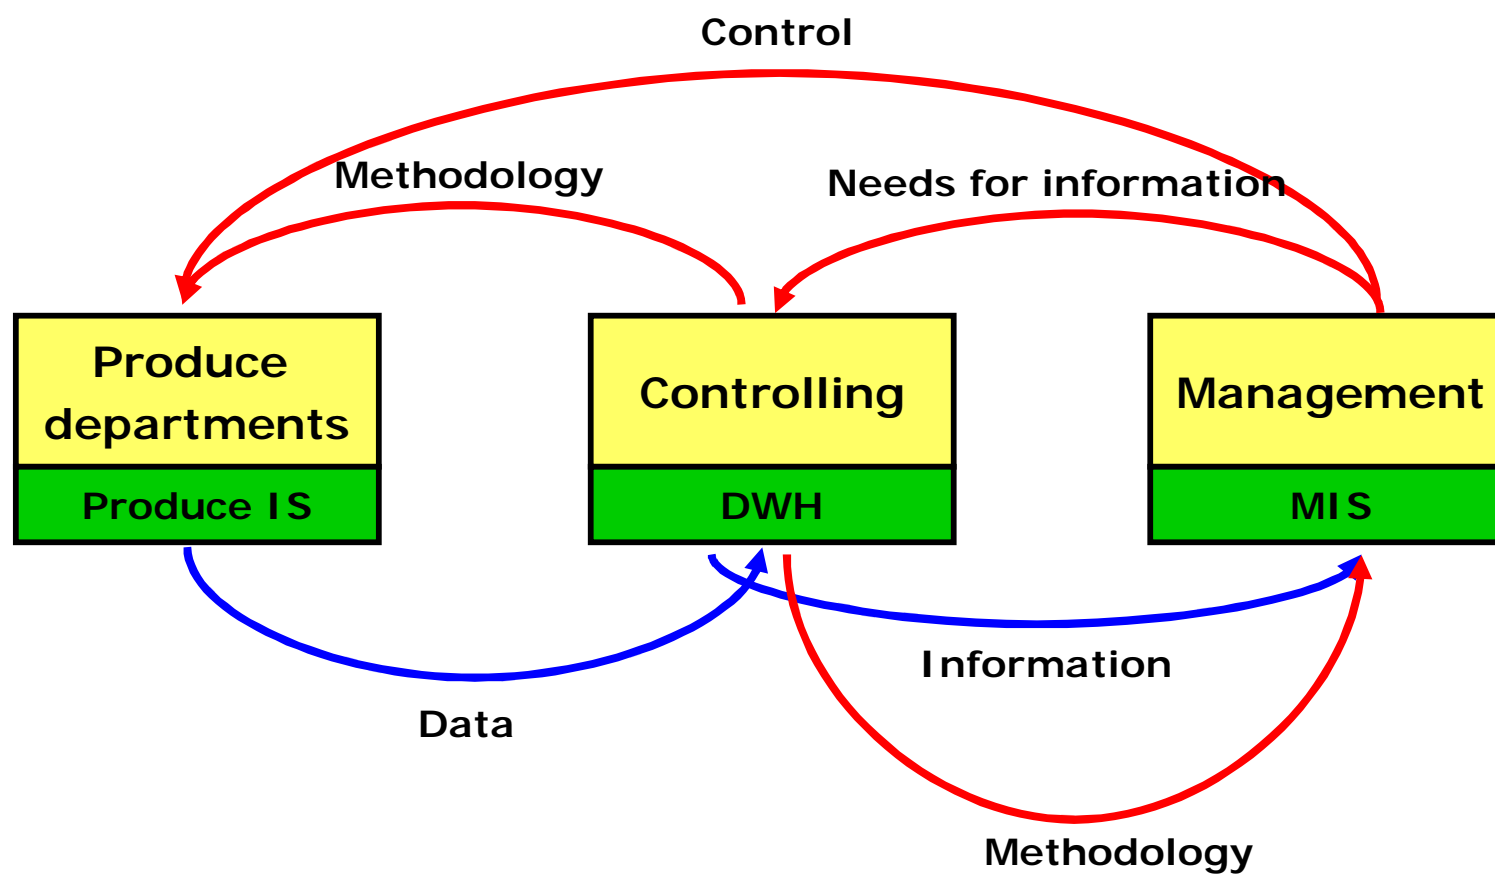 Control
Methodology
Needs for information
Produce
departments
Controlling
Management
Produce IS
DWH
MIS
Information
Data
Methodology